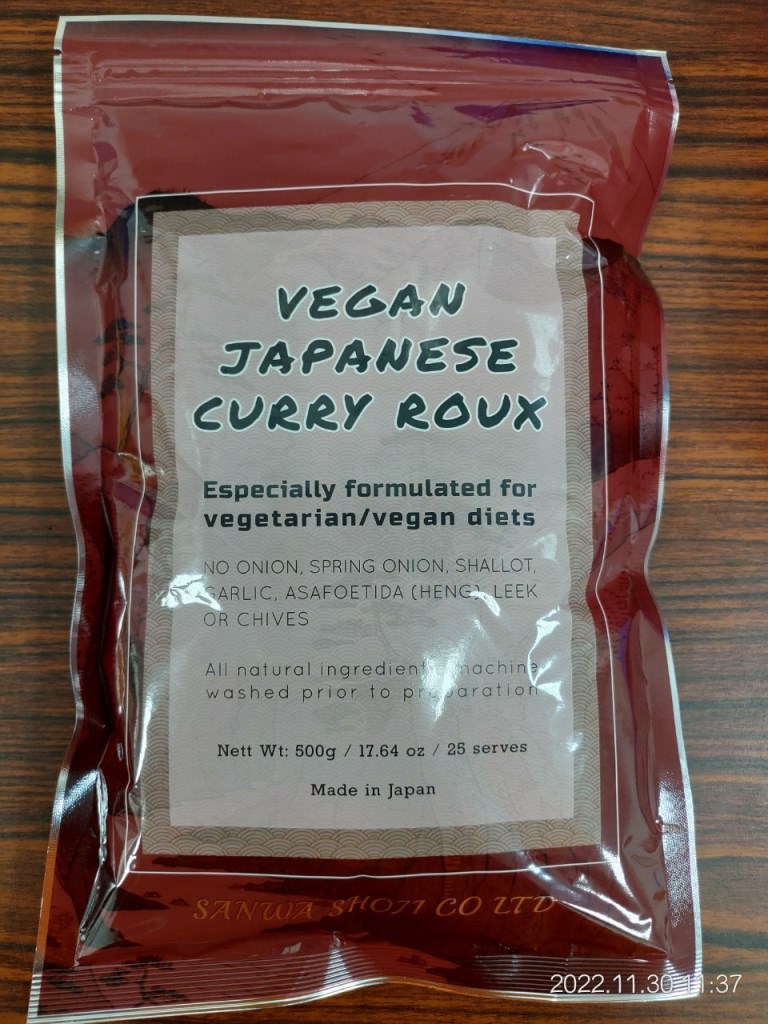 VEGAN
JAPANESE
CURRY ROUX
Especially formulated for
vegetarian/vegan diets
NO ONION, SPRING ONION, SHALLOT,
GARLIC, ASAFOETIDA (HENG), LEEK
OR CHIVES
All natural ingredients machine
washed prior to preparation
Nett Wt: 500g / 17.64 oz / 25 serves
Made in Japan
SANWA SHOJI CO LTD
2022.11.30 11:37